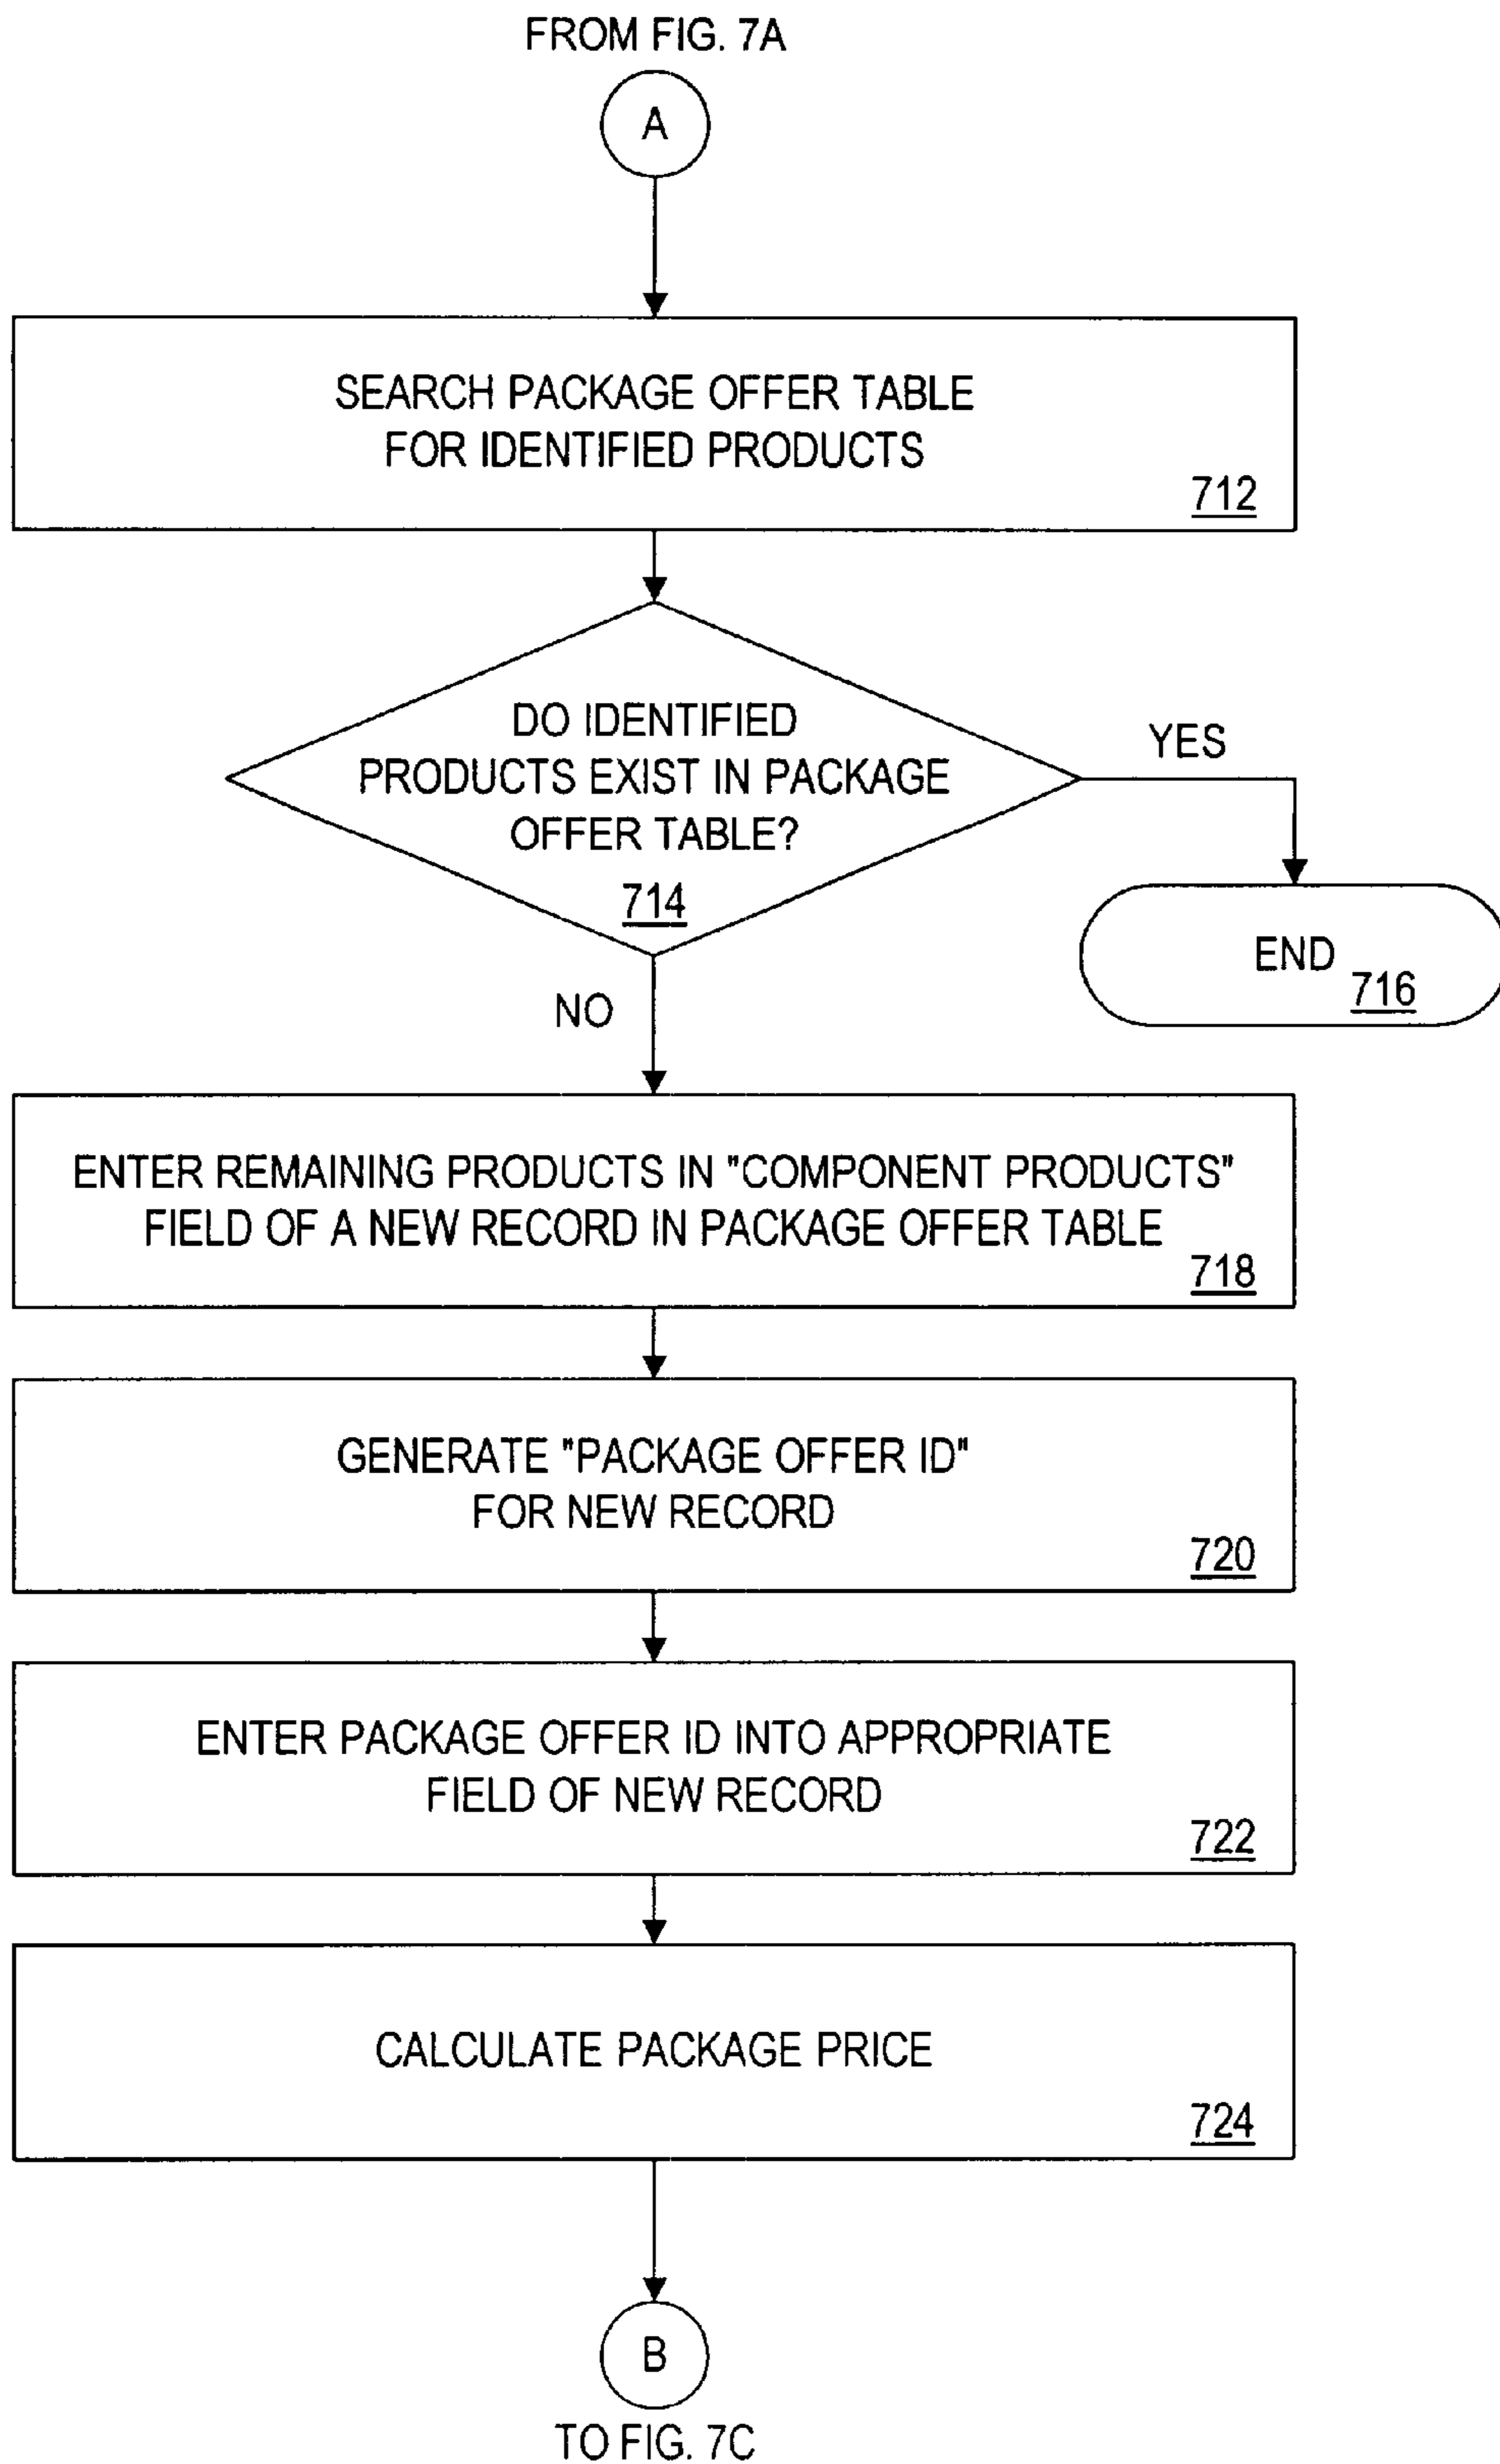 FROM FIG. 7A
A
SEARCH PACKAGE OFFER TABLE
FOR IDENTIFIED PRODUCTS
712
DO IDENTIFIED
PRODUCTS EXIST IN PACKAGE
OFFER TABLE?
714
YES
END
716
NO
ENTER REMAINING PRODUCTS IN "COMPONENT PRODUCTS"
FIELD OF A NEW RECORD IN PACKAGE OFFER TABLE
718
GENERATE "PACKAGE OFFER ID"
FOR NEW RECORD
720
ENTER PACKAGE OFFER ID INTO APPROPRIATE
FIELD OF NEW RECORD
722
CALCULATE PACKAGE PRICE
724
B
TO FIG. 7C